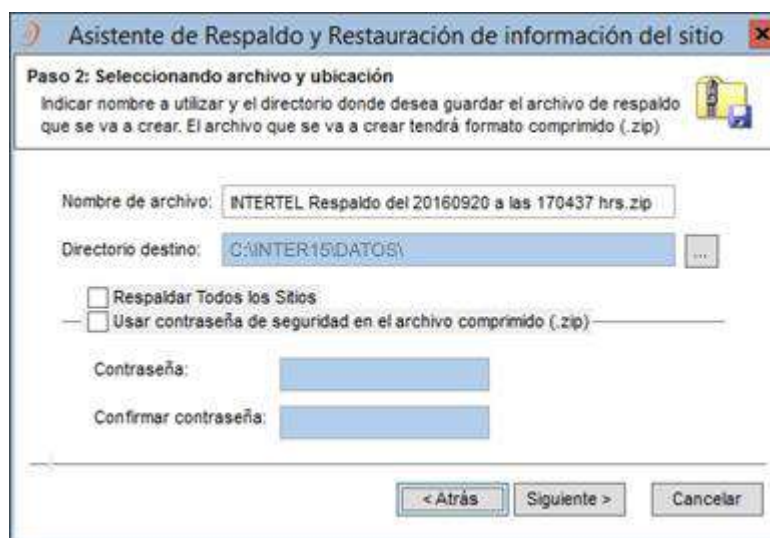 Asistente de Respaldo y Restauración de información del sitio
Paso 2: Seleccionando archivo y ubicación
Indicar nombre a utilizar y el directorio donde desea guardar el archivo de respaldo
que se va a crear. El archivo que se va a crear tendrá formato comprimido (.zip)
Nombre de archivo: INTERTEL Respaldo del 20160920 a las 170437 hrs.zip
Directorio destino: C:\INTER15\DATOS\ ...
Respaldar Todos los Sitios
Usar contraseña de seguridad en el archivo comprimido (.zip)
Contraseña:
Confirmar contraseña:
< Atrás Siguiente > Cancelar